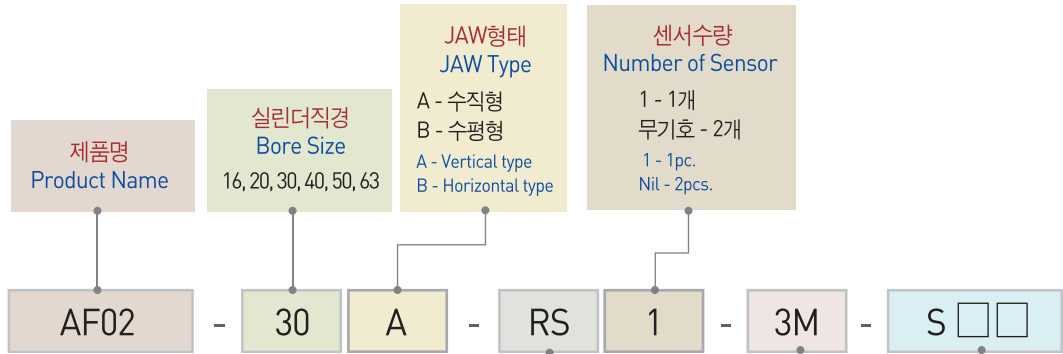 제품명
Product Name
실린더직경
Bore Size
16, 20, 30, 40, 50, 63
JAW형태
JAW Type
A - 수직형
B - 수평형
A - Vertical type
B - Horizontal type
센서수량
Number of Sensor
1 - 1개
무기호 - 2개
1 - 1pc.
Nil - 2pcs.
AF02 - 30 A - RS 1 - 3M - S □□